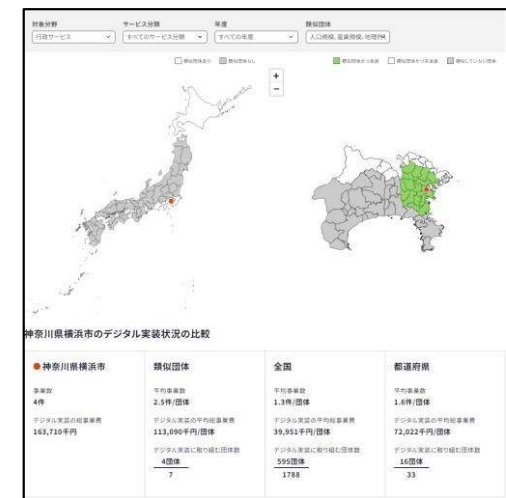 対象分野
サービス分類
年度
類似団体
行政サービス
すべてのサービス分類
すべての年度
人口規模, 産業規模, 地理的
類似団体あり
類似団体なし
+
−
神奈川県横浜市のデジタル実装状況の比較
神奈川県横浜市
事業数
4件
デジタル実装の総事業費
163,710千円
類似団体
平均事業数
2.5件/団体
デジタル実装の平均総事業費
113,090千円/団体
デジタル実装に取り組む団体数
4団体
7
全国
平均事業数
1.3件/団体
デジタル実装の平均総事業費
39,951千円/団体
デジタル実装に取り組む団体数
595団体
1788
都道府県
平均事業数
1.6件/団体
デジタル実装の平均総事業費
72,022千円/団体
デジタル実装に取り組む団体数
16団体
33